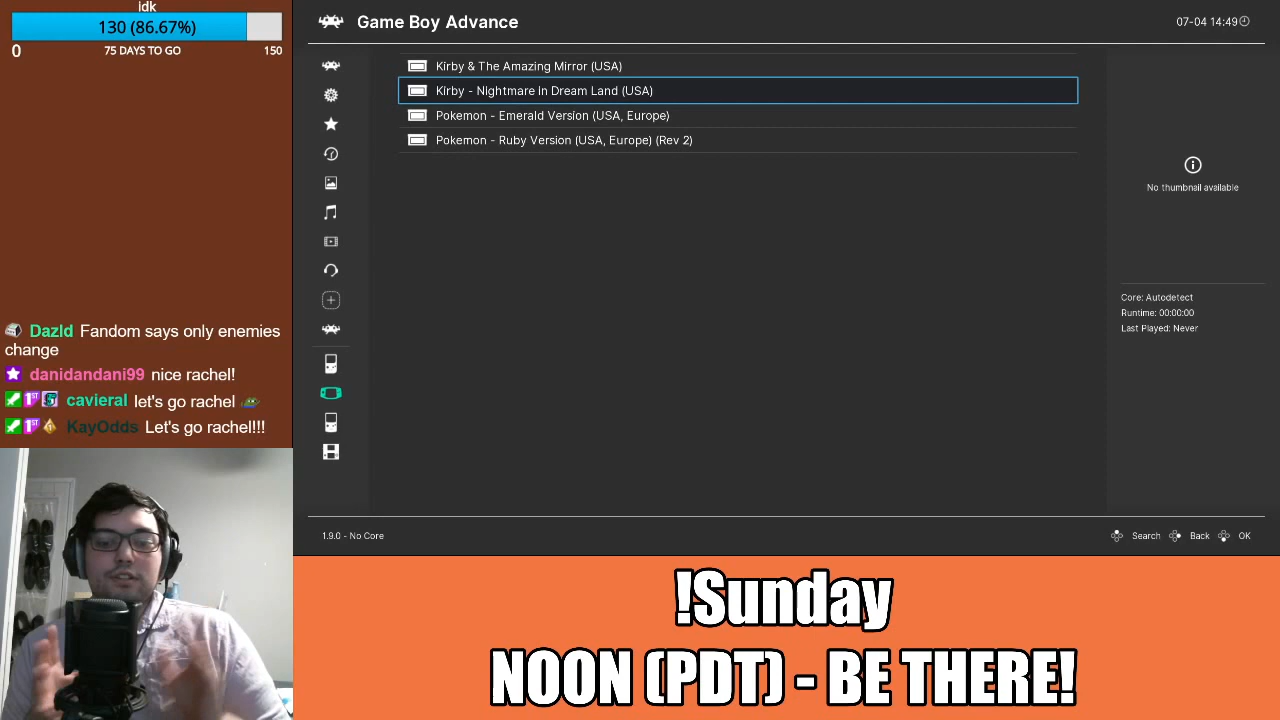 idk
130 (86.67%)
0
75 DAYS TO GO
150
Dazld Fandom says only enemies
change
danidandani99 nice rachel!
cavieral let's go rachel
KayOdds Let's go rachel!!!
Game Boy Advance
07-04 14:49
Kirby & The Amazing Mirror (USA)
Kirby - Nightmare In Dream Land (USA)
Pokemon - Emerald Version (USA, Europe)
Pokemon - Ruby Version (USA, Europe) (Rev 2)
No thumbnail available
Core: Autodetect
Runtime: 00:00:00
Last Played: Never
1.9.0 - No Core
Search
Back
OK
!Sunday
NOON (PDT) - BE THERE!